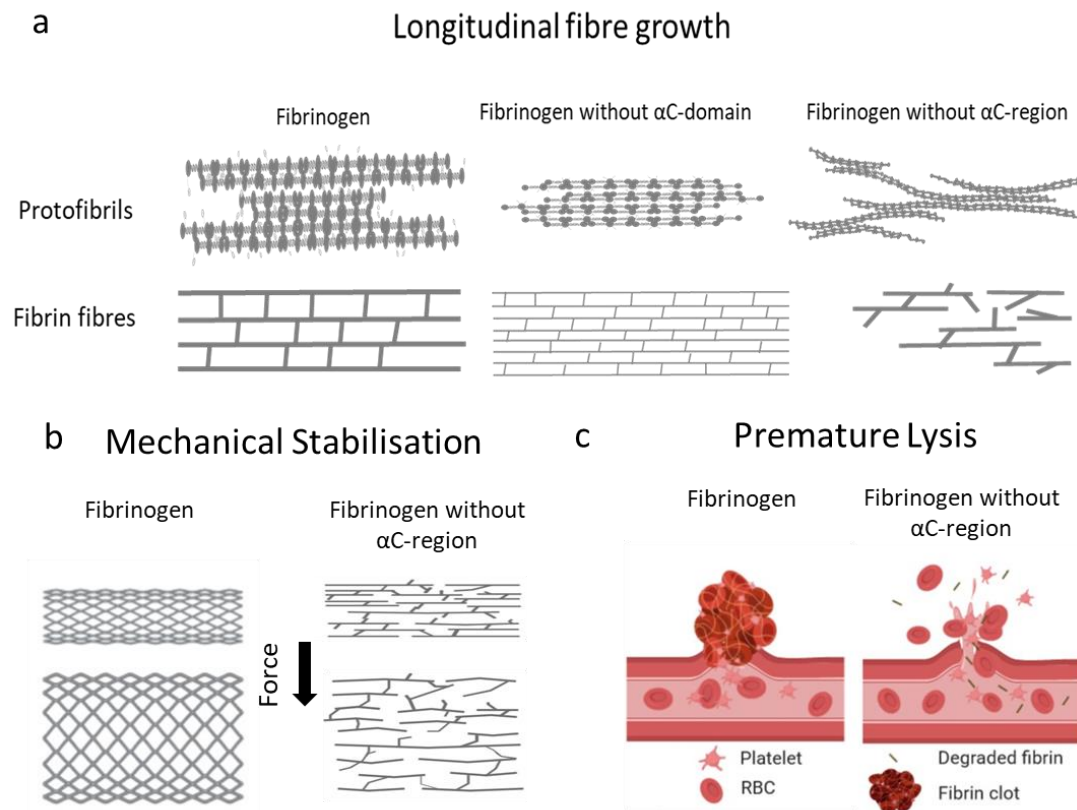 a
Longitudinal fibre growth
Fibrinogen
Fibrinogen without αC-domain
Fibrinogen without αC-region
Protofibrils
Fibrin fibres
b
Mechanical Stabilisation
Fibrinogen
Fibrinogen without
αC-region
Force
c
Premature Lysis
Fibrinogen
Fibrinogen without
αC-region
Platelet
RBC
Degraded fibrin
Fibrin clot